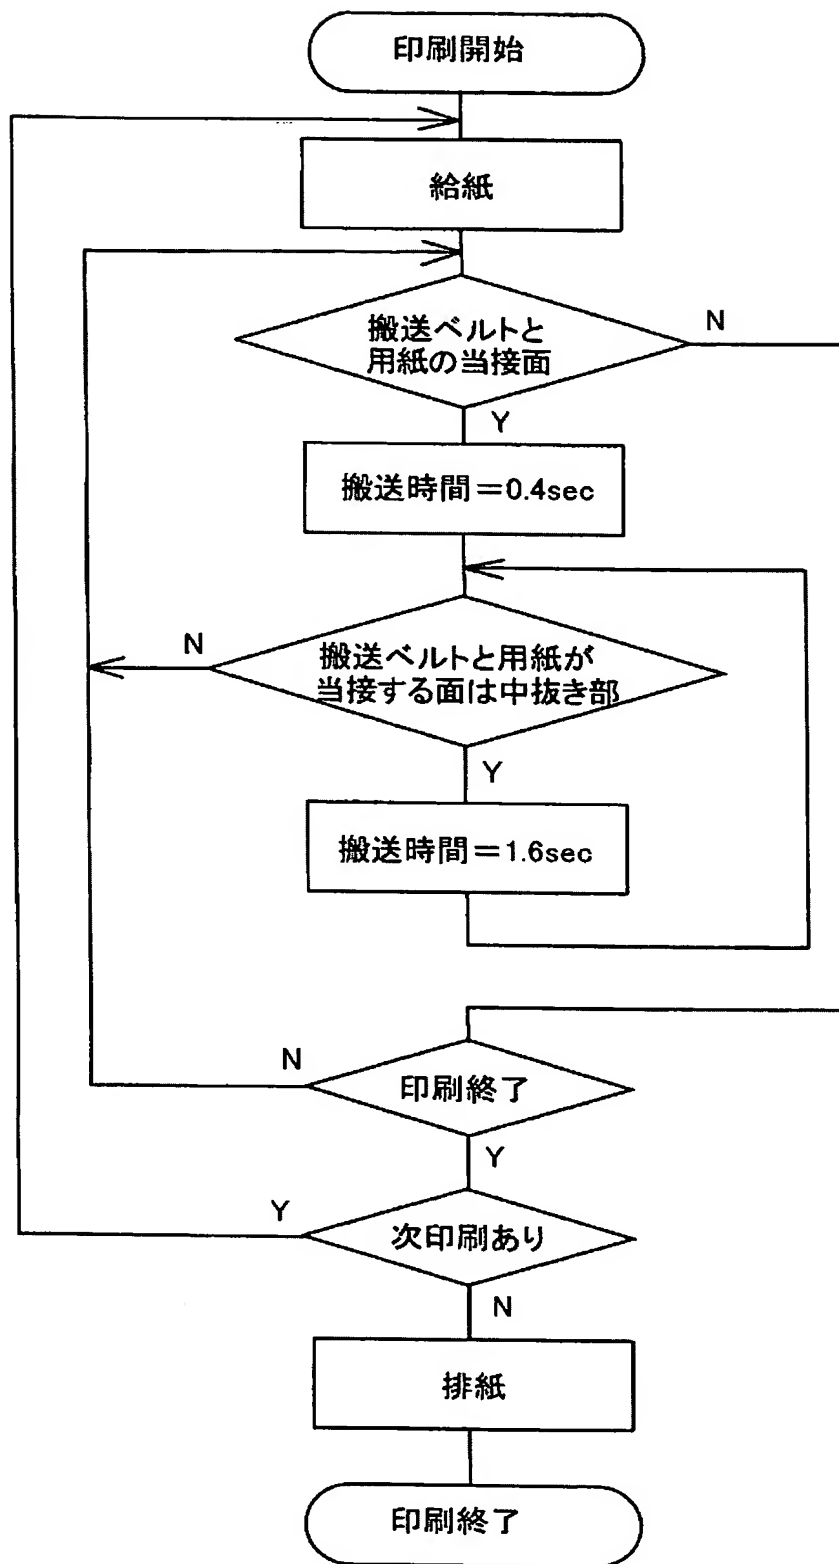 印刷開始
給紙
搬送ベルトと
用紙の当接面
N
Y
搬送時間=0.4sec
N
搬送ベルトと用紙が
当接する面は中抜き部
Y
搬送時間=1.6sec
N
印刷終了
Y
Y
次印刷あり
N
排紙
印刷終了